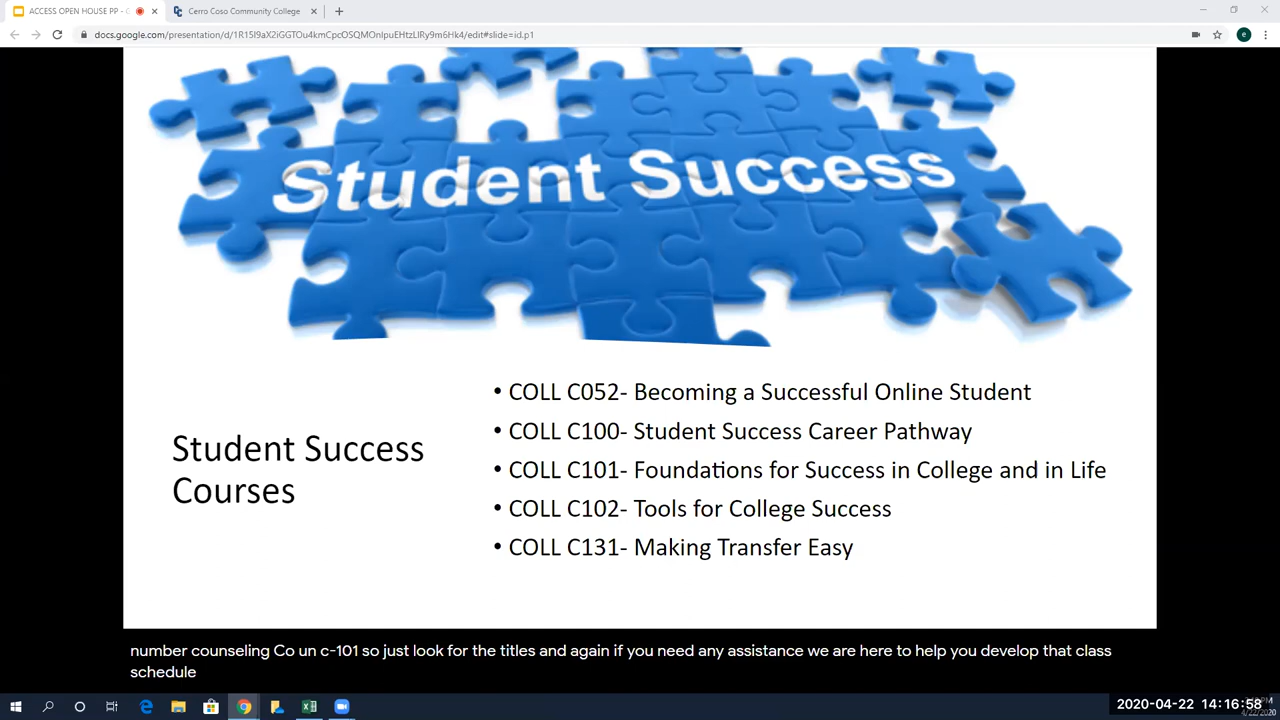 ACCESS OPEN HOUSE PP -
Cerro Coso Community College
docs.google.com/presentation/d/1R15I9aX2iGGTOu4kmCpcOSQMOnIpuEHtzLlRy9m6Hk4/edit#slide=id.p1
Student Success
Student Success
Courses
• COLL C052- Becoming a Successful Online Student
• COLL C100- Student Success Career Pathway
• COLL C101- Foundations for Success in College and in Life
• COLL C102- Tools for College Success
• COLL C131- Making Transfer Easy
number counseling Co un c-101 so just look for the titles and again if you need any assistance we are here to help you develop that class
schedule
2020-04-22 14:16:58